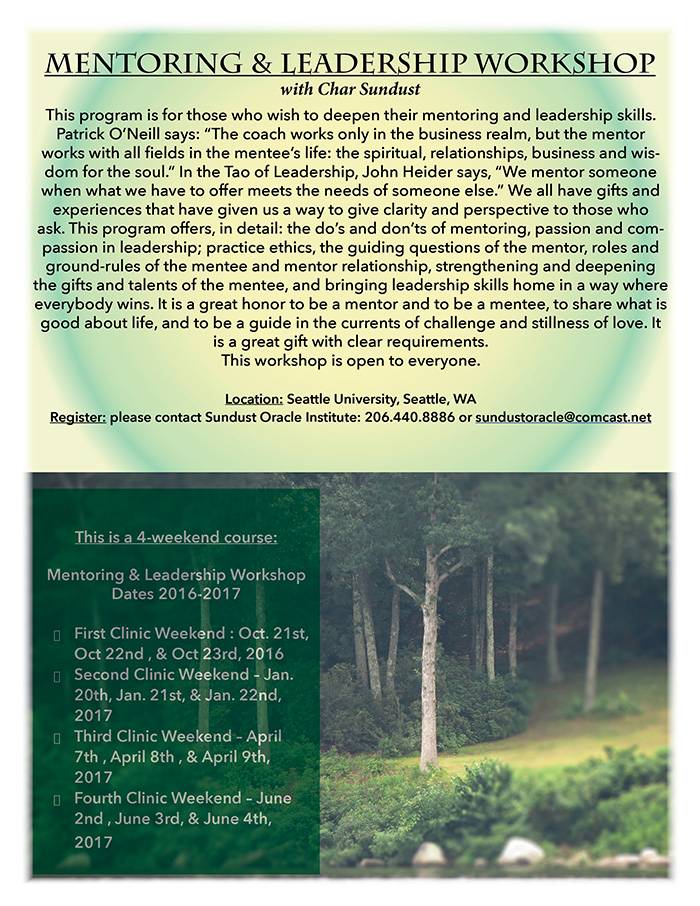 MENTORING & LEADERSHIP WORKSHOP
with Char Sundust
This program is for those who wish to deepen their mentoring and leadership skills.
Patrick O’Neill says: “The coach works only in the business realm, but the mentor
works with all fields in the mentee’s life: the spiritual, relationships, business and wis-
dom for the soul.” In the Tao of Leadership, John Heider says, “We mentor someone
when what we have to offer meets the needs of someone else.” We all have gifts and
experiences that have given us a way to give clarity and perspective to those who
ask. This program offers, in detail: the do’s and don’ts of mentoring, passion and com-
passion in leadership; practice ethics, the guiding questions of the mentor, roles and
ground-rules of the mentee and mentor relationship, strengthening and deepening
the gifts and talents of the mentee, and bringing leadership skills home in a way where
everybody wins. It is a great honor to be a mentor and to be a mentee, to share what is
good about life, and to be a guide in the currents of challenge and stillness of love. It
is a great gift with clear requirements.
This workshop is open to everyone.
Location: Seattle University, Seattle, WA
Register: please contact Sundust Oracle Institute: 206.440.8886 or sundustoracle@comcast.net
This is a 4-weekend course:
Mentoring & Leadership Workshop
Dates 2016-2017
First Clinic Weekend : Oct. 21st,
Oct 22nd , & Oct 23rd, 2016
Second Clinic Weekend – Jan.
20th, Jan. 21st, & Jan. 22nd,
2017
Third Clinic Weekend – April
7th , April 8th , & April 9th,
2017
Fourth Clinic Weekend – June
2nd , June 3rd, & June 4th,
2017